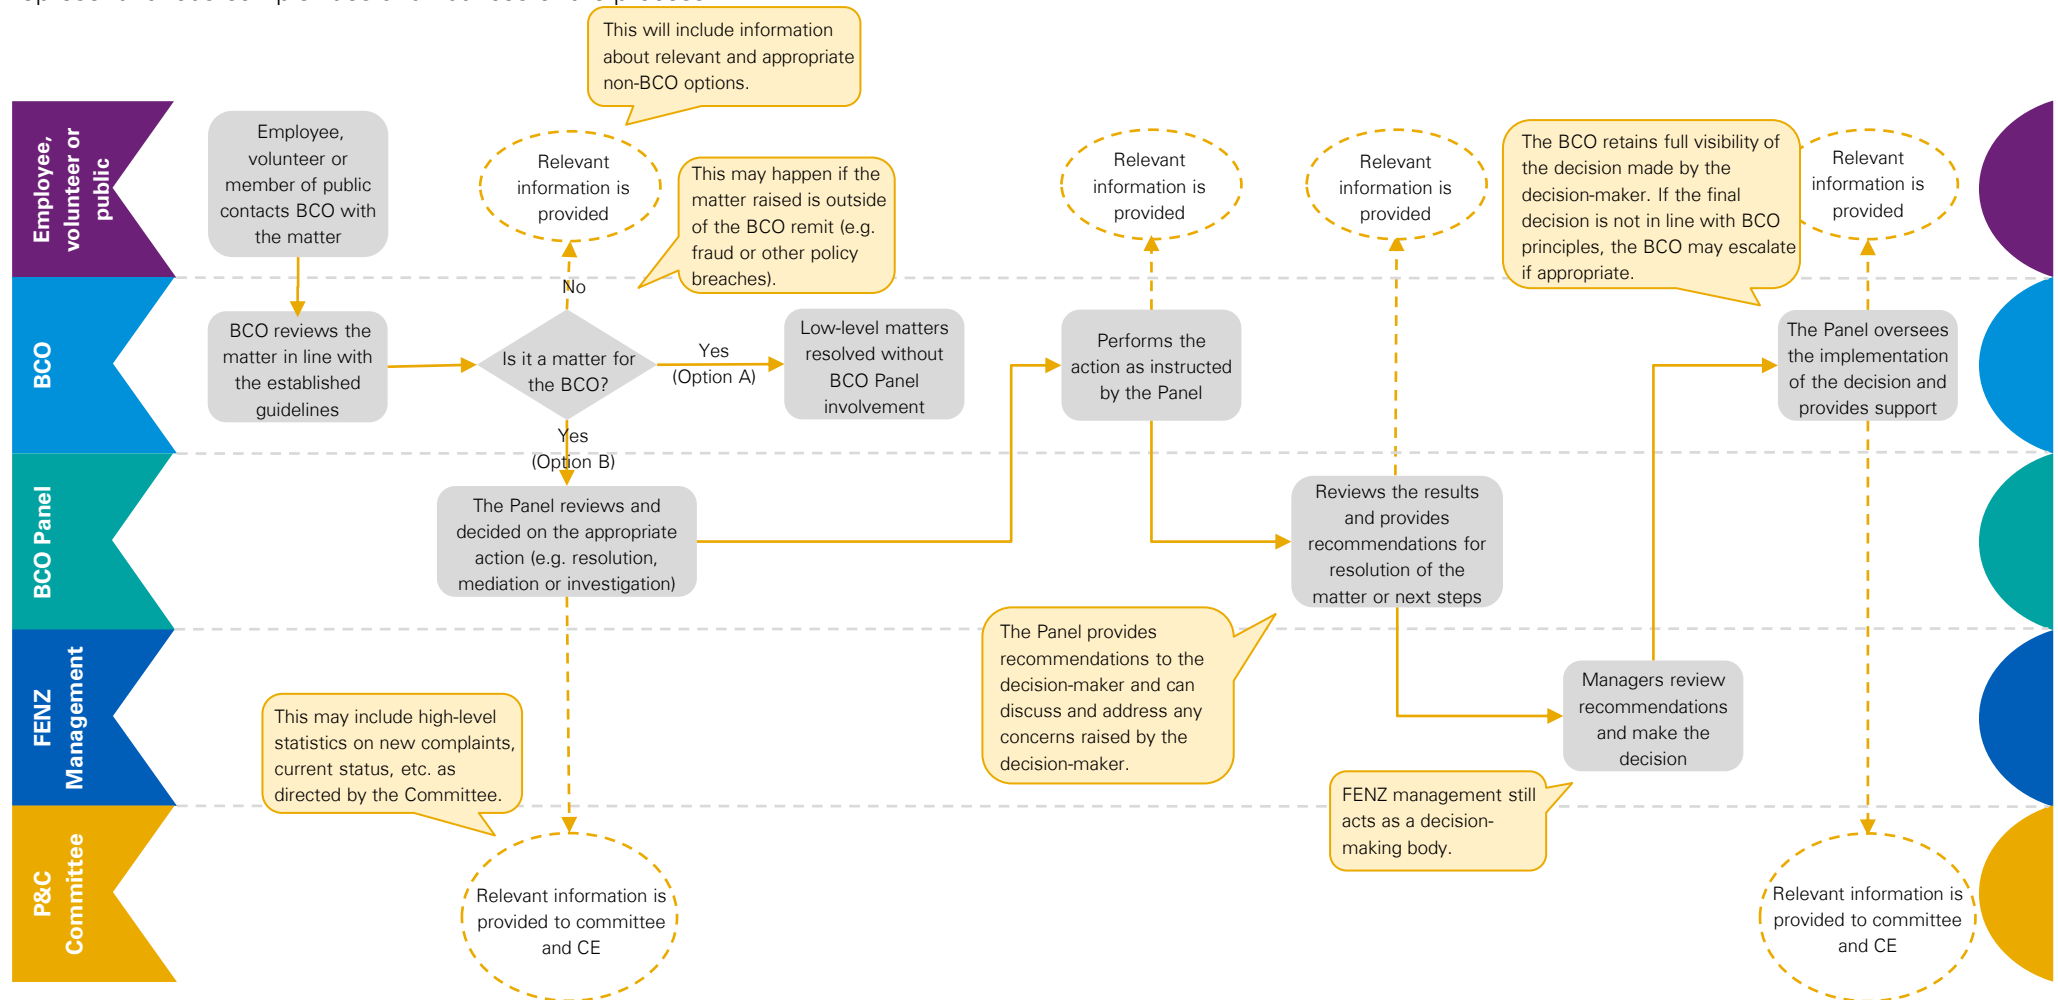 This will include information
about relevant and appropriate
non-BCO options.
Employee,
volunteer or
public
Employee,
volunteer or
member of public
contacts BCO with
the matter
Relevant
information is
provided
This may happen if the
matter raised is outside
of the BCO remit (e.g.
fraud or other policy
breaches).
Relevant
information is
provided
Relevant
information is
provided
The BCO retains full visibility of
the decision made by the
decision-maker. If the final
decision is not in line with BCO
principles, the BCO may escalate
if appropriate.
Relevant
information is
provided
No
BCO
BCO reviews the
matter in line with
the established
guidelines
Is it a matter for
the BCO?
Yes
(Option A)
Low-level matters
resolved without
BCO Panel
involvement
Performs the
action as instructed
by the Panel
The Panel oversees
the implementation
of the decision and
provides support
Yes
(Option B)
BCO Panel
The Panel reviews and
decided on the appropriate
action (e.g. resolution,
mediation or investigation)
Reviews the results
and provides
recommendations for
resolution of the
matter or next steps
The Panel provides
recommendations to the
decision-maker and can
discuss and address any
concerns raised by the
decision-maker.
FENZ
Management
Managers review
recommendations
and make the
decision
This may include high-level
statistics on new complaints,
current status, etc. as
directed by the Committee.
FENZ management still
acts as a decision-
making body.
P&C
Committee
Relevant information is
provided to committee
and CE
Relevant information is
provided to committee
and CE